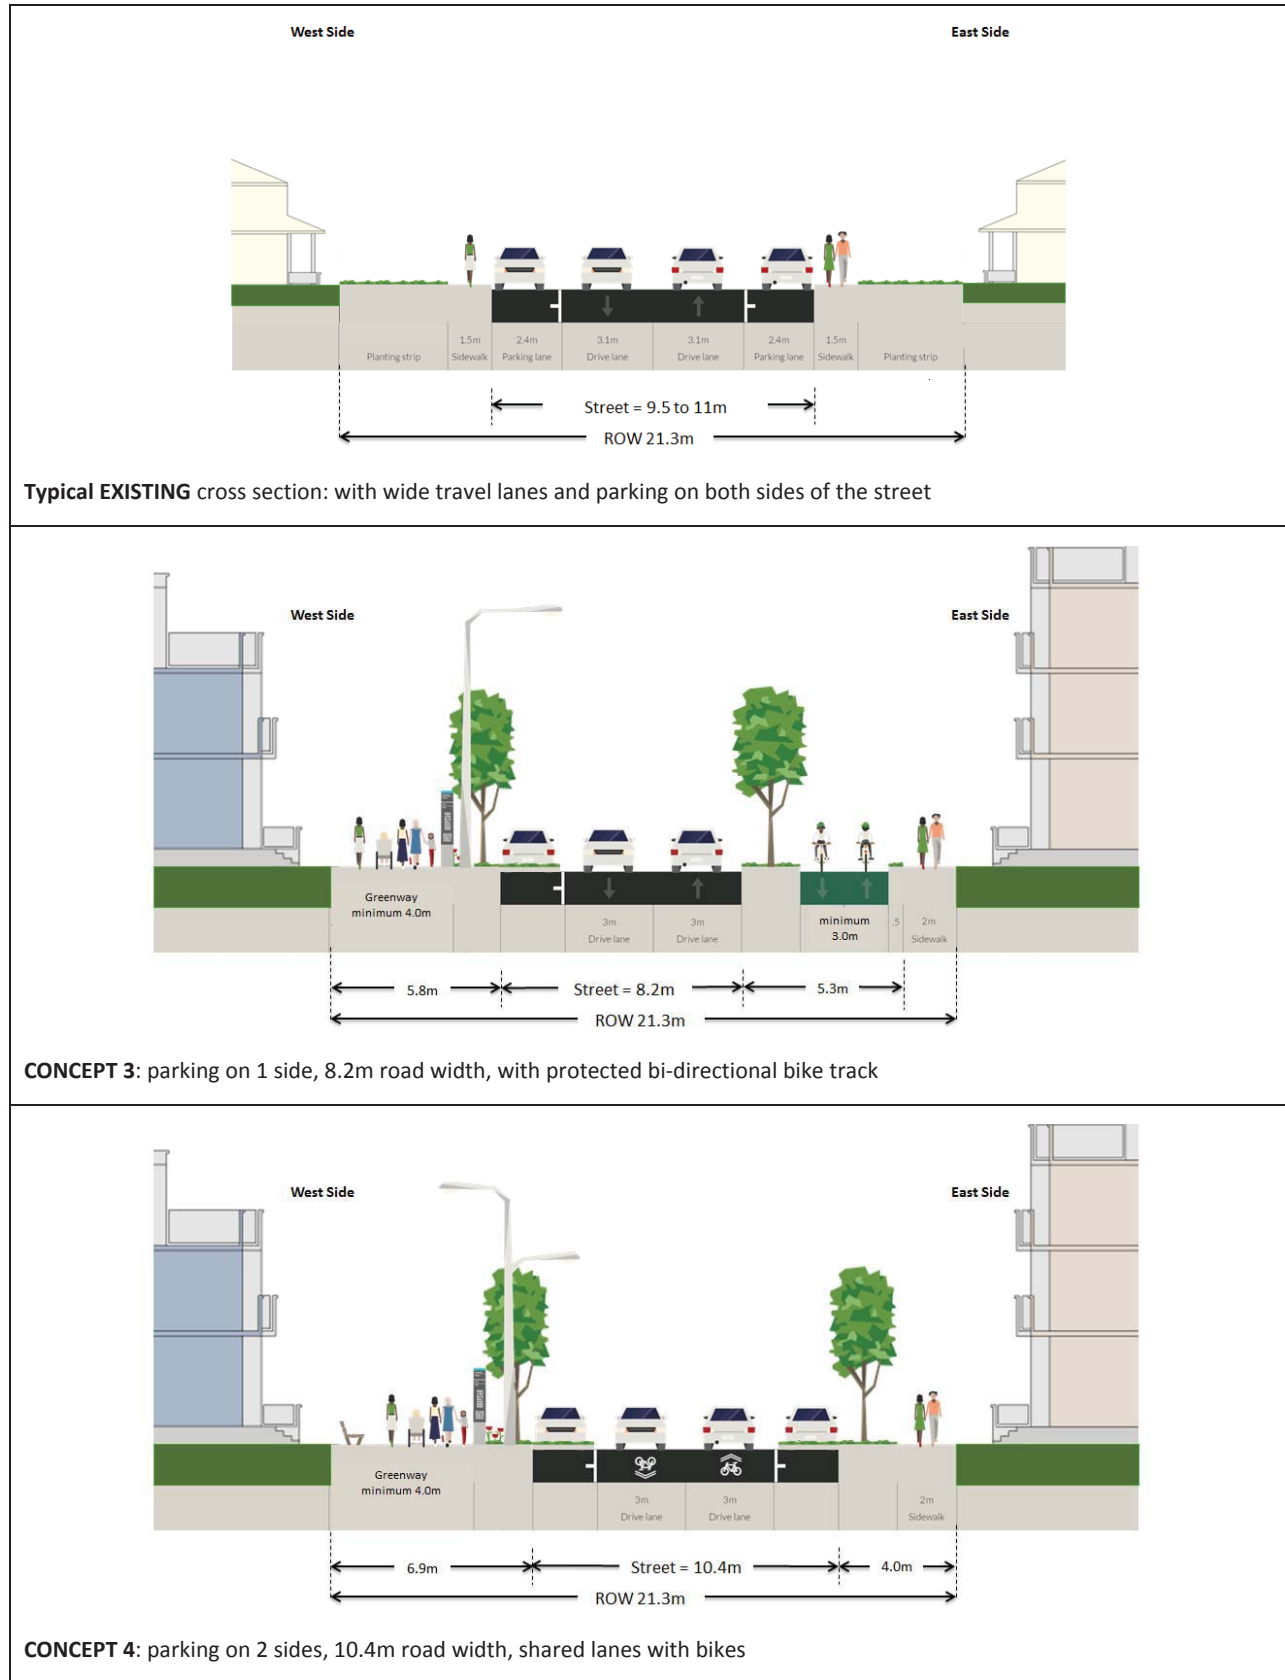 West Side East Side
1.5m 2.4m 3.1m 3.1m 2.4m 1.5m
Planting strip Sidewalk Parking lane Drive lane Drive lane Parking lane Sidewalk Planting strip
Street = 9.5 to 11m
ROW 21.3m
Typical EXISTING cross section: with wide travel lanes and parking on both sides of the street
West Side East Side
Greenway
minimum 4.0m
3m 3m minimum .5 2m
Drive lane Drive lane 3.0m Sidewalk
5.8m Street = 8.2m 5.3m
ROW 21.3m
CONCEPT 3: parking on 1 side, 8.2m road width, with protected bi-directional bike track
West Side East Side
Greenway
minimum 4.0m
3m 3m 2m
Drive lane Drive lane Sidewalk
6.9m Street = 10.4m 4.0m
ROW 21.3m
CONCEPT 4: parking on 2 sides, 10.4m road width, shared lanes with bikes